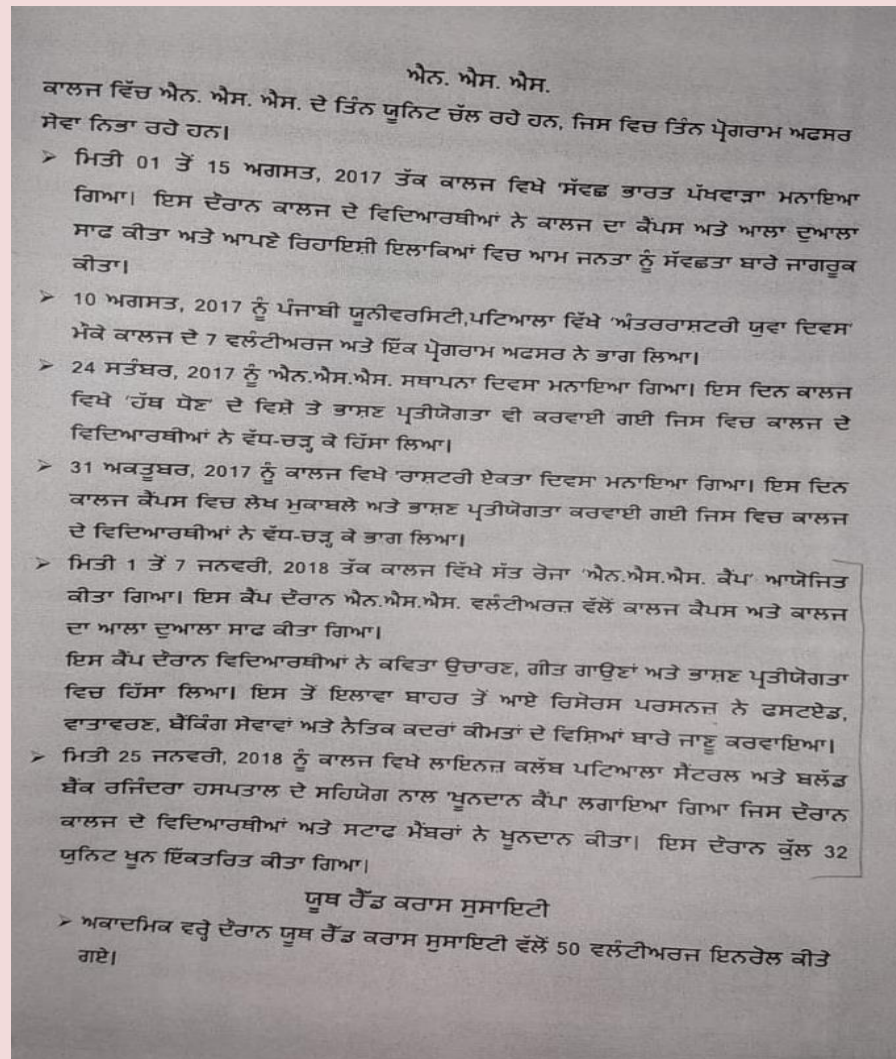 ਐਨ. ਐਸ. ਐਸ.
ਕਾਲਜ ਵਿੱਚ ਐਨ. ਐਸ. ਐਸ. ਦੇ ਤਿੰਨ ਯੂਨਿਟ ਚੱਲ ਰਹੇ ਹਨ, ਜਿਸ ਵਿਚ ਤਿੰਨ ਪ੍ਰੋਗਰਾਮ ਅਫਸਰ
ਸੇਵਾ ਨਿਭਾ ਰਹੇ ਹਨ।
➢ ਮਿਤੀ 01 ਤੋਂ 15 ਅਗਸਤ, 2017 ਤੱਕ ਕਾਲਜ ਵਿਖੇ 'ਸੱਵਛ ਭਾਰਤ ਪੱਖਵਾੜਾ' ਮਨਾਇਆ
ਗਿਆ। ਇਸ ਦੌਰਾਨ ਕਾਲਜ ਦੇ ਵਿਦਿਆਰਥੀਆਂ ਨੇ ਕਾਲਜ ਦਾ ਕੈਂਪਸ ਅਤੇ ਆਲਾ ਦੁਆਲਾ
ਸਾਫ ਕੀਤਾ ਅਤੇ ਆਪਣੇ ਰਿਹਾਇਸ਼ੀ ਇਲਾਕਿਆਂ ਵਿਚ ਆਮ ਜਨਤਾ ਨੂੰ ਸੱਵਛਤਾ ਬਾਰੇ ਜਾਗਰੂਕ
ਕੀਤਾ।
➢ 10 ਅਗਸਤ, 2017 ਨੂੰ ਪੰਜਾਬੀ ਯੂਨੀਵਰਸਿਟੀ,ਪਟਿਆਲਾ ਵਿੱਖੇ 'ਅੰਤਰਰਾਸ਼ਟਰੀ ਯੁਵਾ ਦਿਵਸ'
ਮੌਕੇ ਕਾਲਜ ਦੇ 7 ਵਲੰਟੀਅਰਜ ਅਤੇ ਇੱਕ ਪ੍ਰੋਗਰਾਮ ਅਫਸਰ ਨੇ ਭਾਗ ਲਿਆ।
➢ 24 ਸਤੰਬਰ, 2017 ਨੂੰ 'ਐਨ.ਐਸ.ਐਸ. ਸਥਾਪਨਾ ਦਿਵਸ' ਮਨਾਇਆ ਗਿਆ। ਇਸ ਦਿਨ ਕਾਲਜ
ਵਿਖੇ 'ਹੱਥ ਧੋਣ' ਦੇ ਵਿਸ਼ੇ ਤੇ ਭਾਸ਼ਣ ਪ੍ਰਤੀਯੋਗਤਾ ਵੀ ਕਰਵਾਈ ਗਈ ਜਿਸ ਵਿਚ ਕਾਲਜ ਦੇ
ਵਿਦਿਆਰਥੀਆਂ ਨੇ ਵੱਧ-ਚੜ੍ਹ ਕੇ ਹਿੱਸਾ ਲਿਆ।
➢ 31 ਅਕਤੂਬਰ, 2017 ਨੂੰ ਕਾਲਜ ਵਿਖੇ 'ਰਾਸ਼ਟਰੀ ਏਕਤਾ ਦਿਵਸ' ਮਨਾਇਆ ਗਿਆ। ਇਸ ਦਿਨ
ਕਾਲਜ ਕੈਂਪਸ ਵਿਚ ਲੇਖ ਮੁਕਾਬਲੇ ਅਤੇ ਭਾਸ਼ਣ ਪ੍ਰਤੀਯੋਗਤਾ ਕਰਵਾਈ ਗਈ ਜਿਸ ਵਿਚ ਕਾਲਜ
ਦੇ ਵਿਦਿਆਰਥੀਆਂ ਨੇ ਵੱਧ-ਚੜ੍ਹ ਕੇ ਭਾਗ ਲਿਆ।
➢ ਮਿਤੀ 1 ਤੋਂ 7 ਜਨਵਰੀ, 2018 ਤੱਕ ਕਾਲਜ ਵਿੱਖੇ ਸੱਤ ਰੋਜਾ 'ਐਨ.ਐਸ.ਐਸ. ਕੈਂਪ' ਆਯੋਜਿਤ
ਕੀਤਾ ਗਿਆ। ਇਸ ਕੈਂਪ ਦੌਰਾਨ ਐਨ.ਐਸ.ਐਸ. ਵਲੰਟੀਅਰਜ਼ ਵੱਲੋਂ ਕਾਲਜ ਕੈਪਸ ਅਤੇ ਕਾਲਜ
ਦਾ ਆਲਾ ਦੁਆਲਾ ਸਾਫ ਕੀਤਾ ਗਿਆ।
ਇਸ ਕੈਂਪ ਦੌਰਾਨ ਵਿਦਿਆਰਥੀਆਂ ਨੇ ਕਵਿਤਾ ਉਚਾਰਣ, ਗੀਤ ਗਾਉਣਾਂ ਅਤੇ ਭਾਸ਼ਣ ਪ੍ਰਤੀਯੋਗਤਾ
ਵਿਚ ਹਿੱਸਾ ਲਿਆ। ਇਸ ਤੋਂ ਇਲਾਵਾ ਬਾਹਰ ਤੋਂ ਆਏ ਰਿਸੋਰਸ ਪਰਸਨਜ਼ ਨੇ ਫਸਟਏਡ,
ਵਾਤਾਵਰਣ, ਬੈਂਕਿੰਗ ਸੇਵਾਵਾਂ ਅਤੇ ਨੈਤਿਕ ਕਦਰਾਂ ਕੀਮਤਾਂ ਦੇ ਵਿਸ਼ਿਆਂ ਬਾਰੇ ਜਾਣੂ ਕਰਵਾਇਆ।
➢ ਮਿਤੀ 25 ਜਨਵਰੀ, 2018 ਨੂੰ ਕਾਲਜ ਵਿਖੇ ਲਾਇਨਜ਼ ਕਲੱਬ ਪਟਿਆਲਾ ਸੈਂਟਰਲ ਅਤੇ ਬਲੱਡ
ਬੈਂਕ ਰਜਿੰਦਰਾ ਹਸਪਤਾਲ ਦੇ ਸਹਿਯੋਗ ਨਾਲ 'ਖੂਨਦਾਨ ਕੈਂਪ' ਲਗਾਇਆ ਗਿਆ ਜਿਸ ਦੌਰਾਨ
ਕਾਲਜ ਦੇ ਵਿਦਿਆਰਥੀਆਂ ਅਤੇ ਸਟਾਫ ਮੈਂਬਰਾਂ ਨੇ ਖੂਨਦਾਨ ਕੀਤਾ। ਇਸ ਦੌਰਾਨ ਕੁੱਲ 32
ਯੁਨਿਟ ਖੂਨ ਇੱਕਤਰਿਤ ਕੀਤਾ ਗਿਆ।
ਯੂਥ ਰੈੱਡ ਕਰਾਸ ਸੁਸਾਇਟੀ
➢ ਅਕਾਦਮਿਕ ਵਰ੍ਹੇ ਦੌਰਾਨ ਯੂਥ ਰੈੱਡ ਕਰਾਸ ਸੁਸਾਇਟੀ ਵੱਲੋਂ 50 ਵਲੰਟੀਅਰਜ ਇਨਰੋਲ ਕੀਤੇ
ਗਏ।